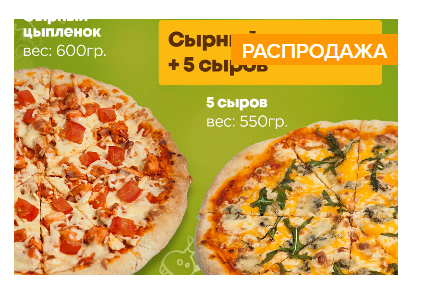 Сырный
цыпленок
вес: 600гр.
РАСПРОДАЖА
+ 5 сыров
5 сыров
вес: 550гр.